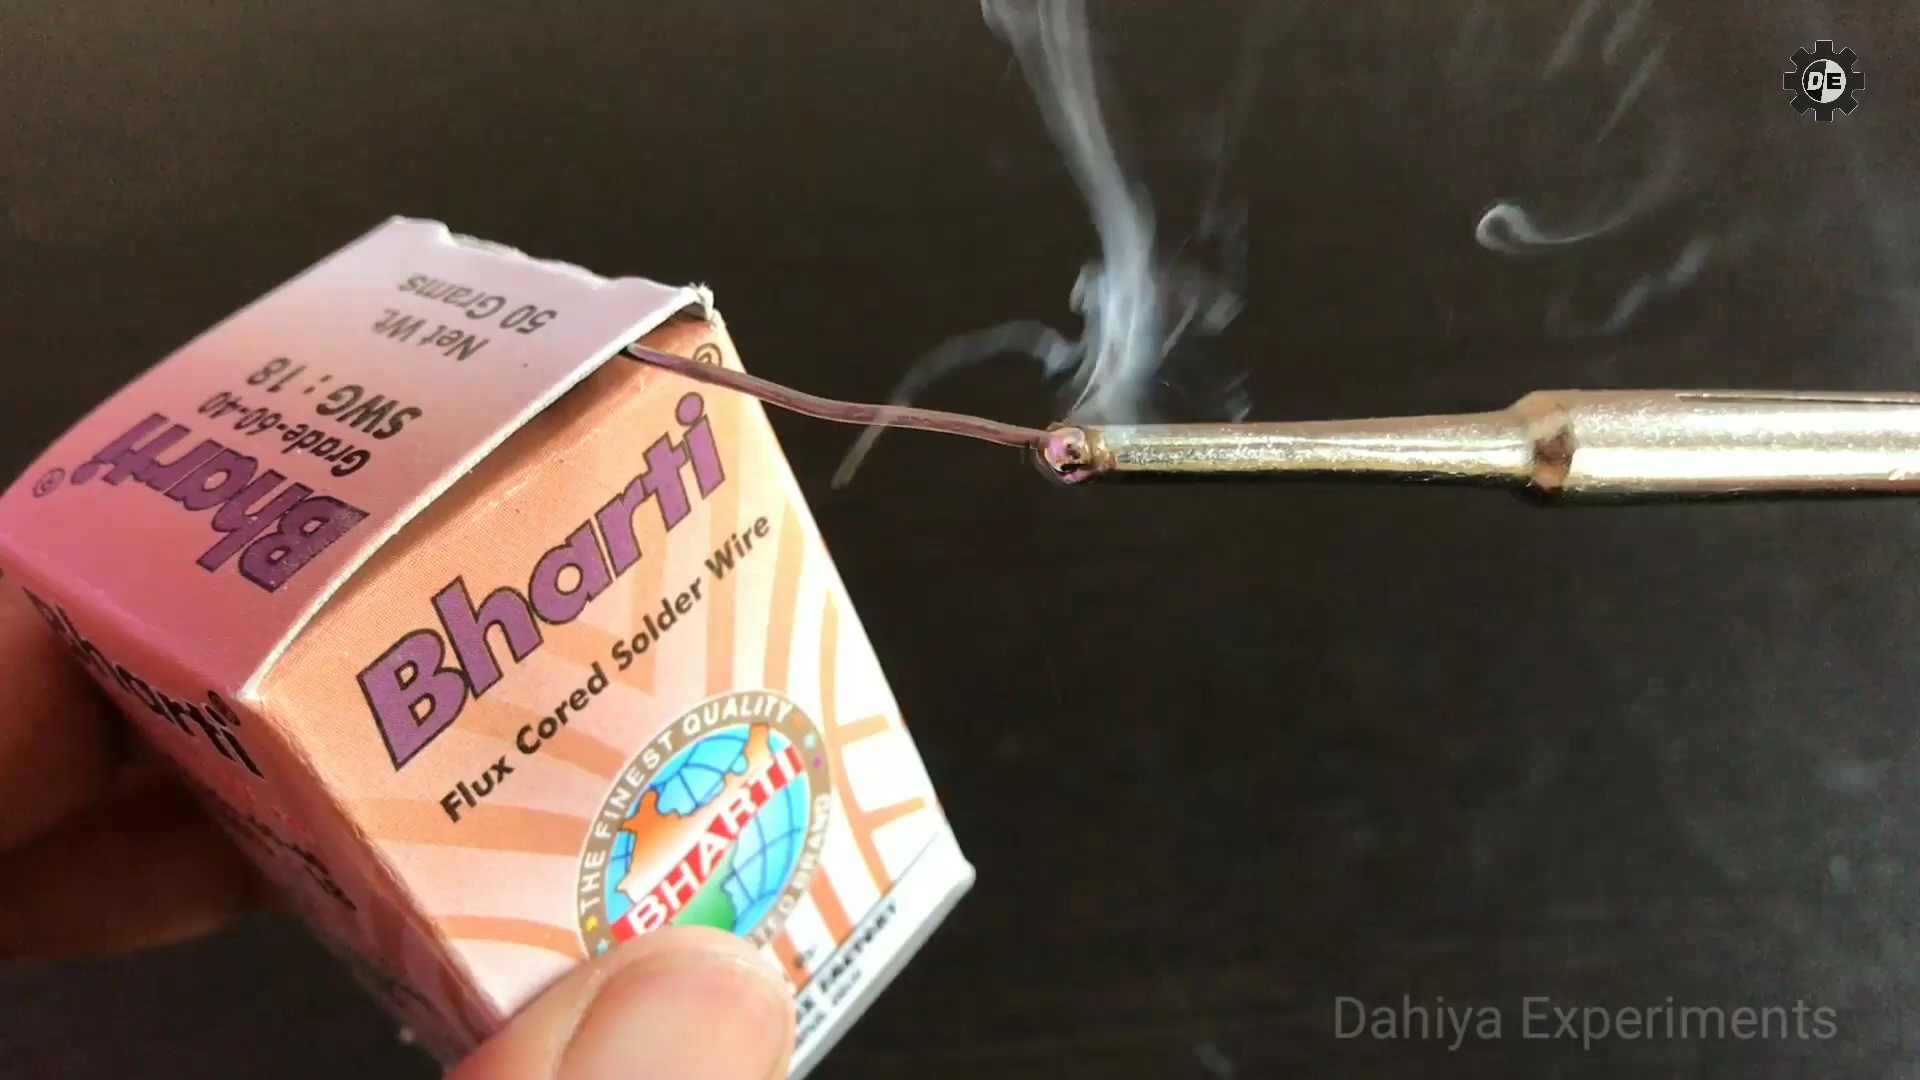 DE
50 Grams
Net Wt.
SWG : 18
Grade-60-40
Bharti
®
Bharti®
Flux Cored Solder Wire
THE FINEST QUALITY
BHARTI
Bharti®
Dahiya Experiments